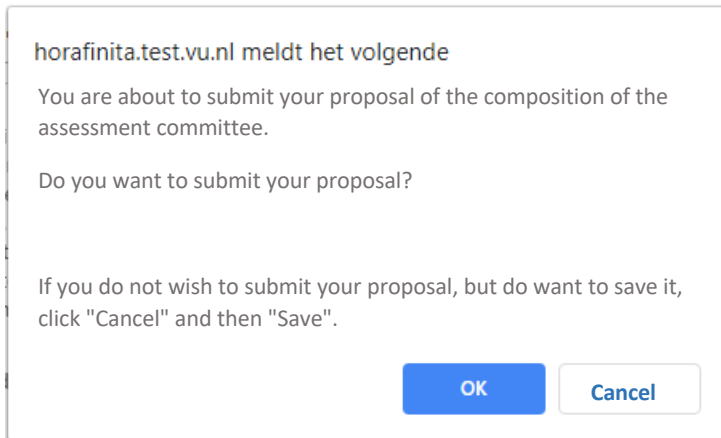 horafinita.test.vu.nl meldt het volgende
You are about to submit your proposal of the composition of the
assessment committee.
Do you want to submit your proposal?
If you do not wish to submit your proposal, but do want to save it,
click "Cancel" and then "Save".
OK
Cancel